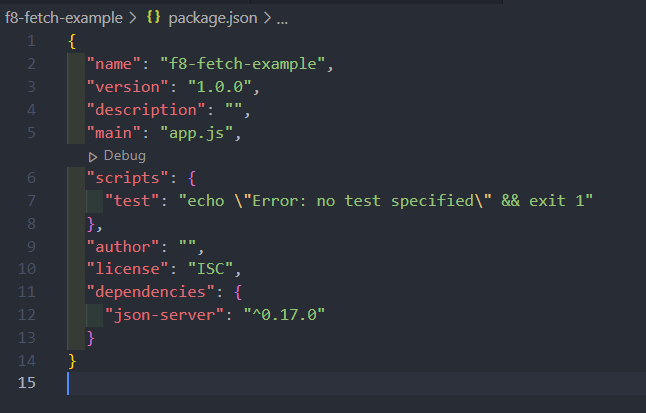 f8-fetch-example > {} package.json > ...
1 {
2 "name": "f8-fetch-example",
3 "version": "1.0.0",
4 "description": "",
5 "main": "app.js",
Debug
6 "scripts": {
7 "test": "echo \"Error: no test specified\" && exit 1"
8 },
9 "author": "",
10 "license": "ISC",
11 "dependencies": {
12 "json-server": "^0.17.0"
13 }
14 }
15